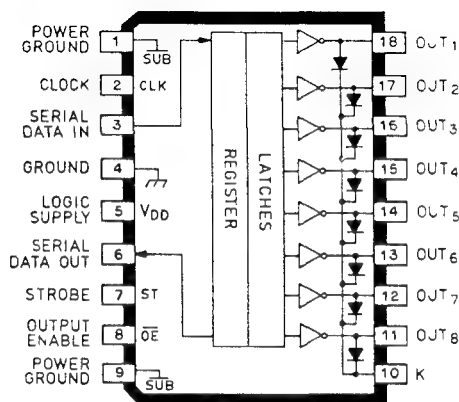 POWER GROUND 1 SUB
CLOCK 2 CLK
SERIAL DATA IN 3
GROUND 4
LOGIC SUPPLY 5 VDD
SERIAL DATA OUT 6
STROBE 7 ST
OUTPUT ENABLE 8 OE
POWER GROUND 9 SUB
REGISTER
LATCHES
18 OUT1
17 OUT2
16 OUT3
15 OUT4
14 OUT5
13 OUT6
12 OUT7
11 OUT8
10 K